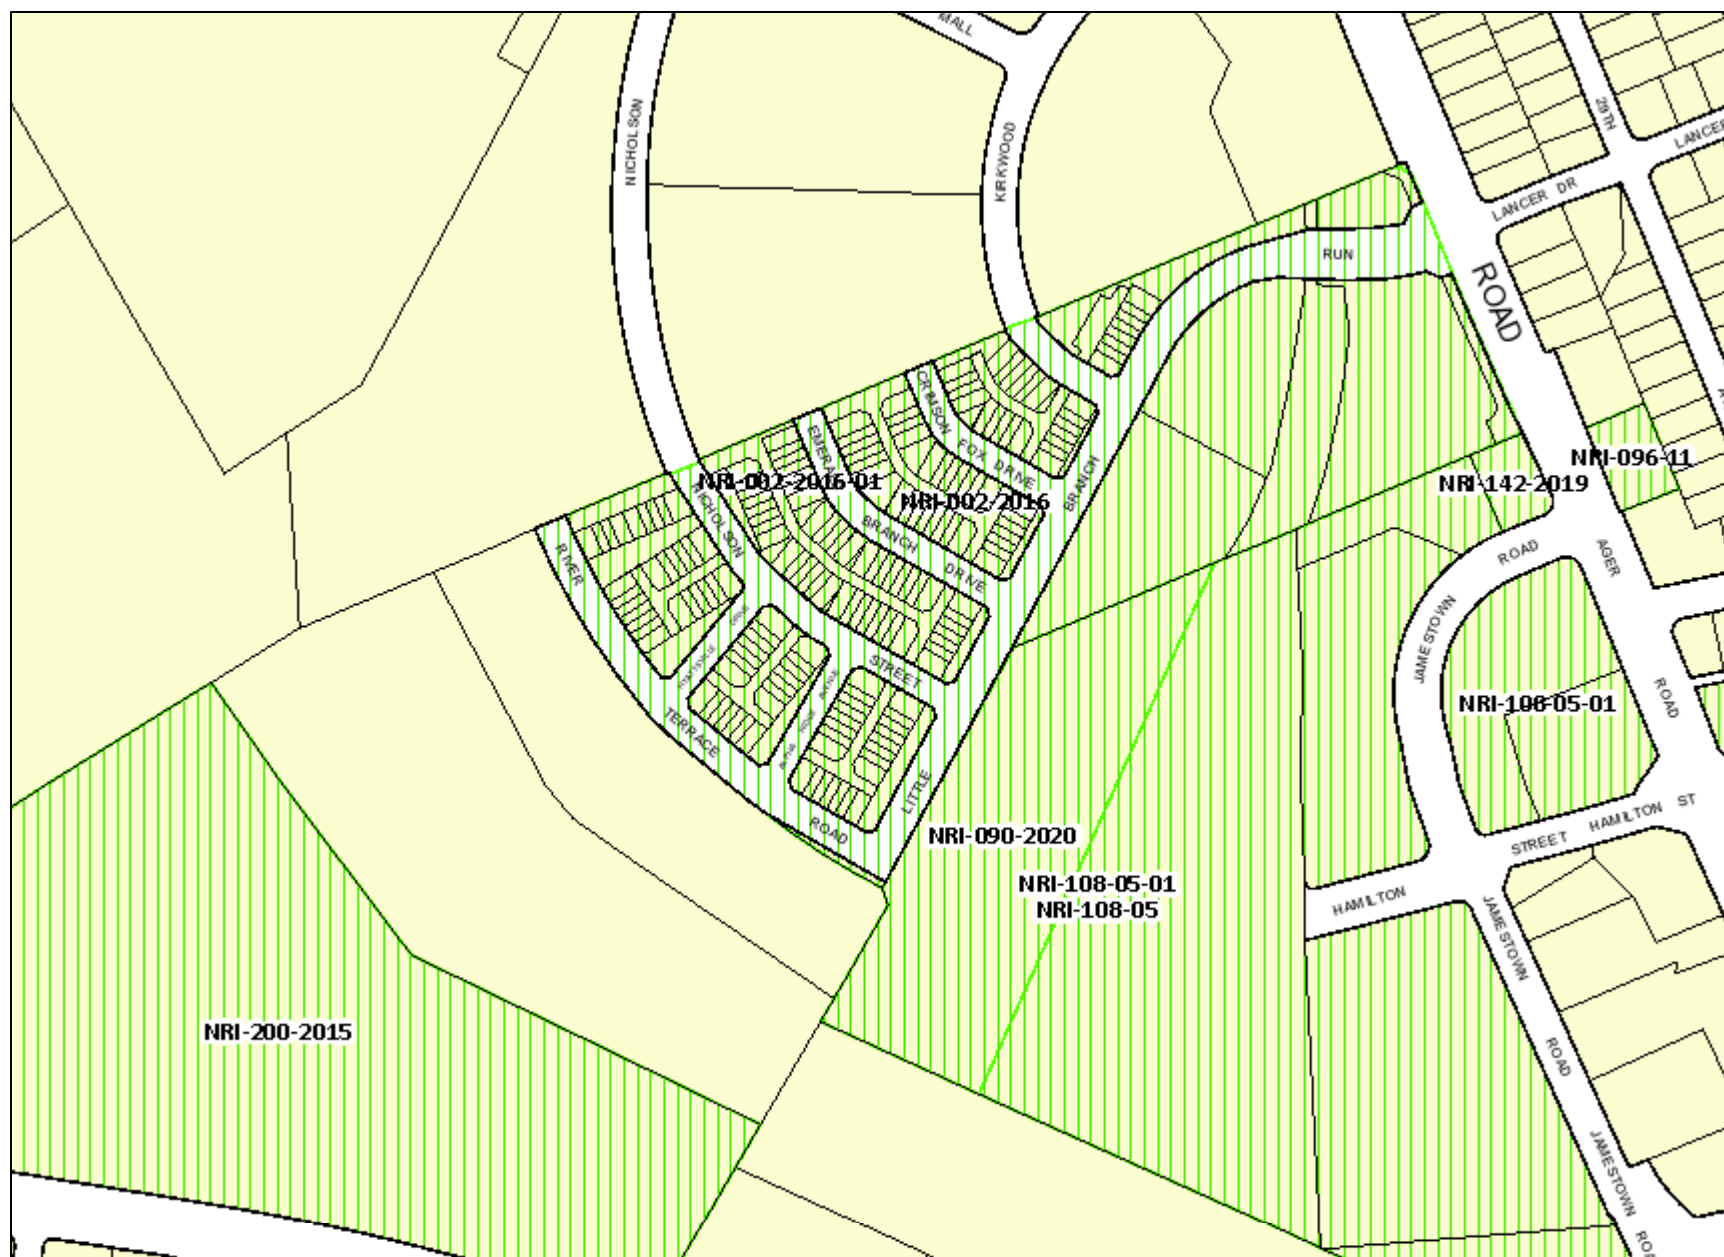 MALL
NICHOLSON
KIRKWOOD
29TH
LANCER
LANCER DR
RUN
ROAD
CRIMSON
FOX DRIVE
EMERALD
BRANCH
DRIVE
NRI-002-2016-01
NRI-002-2016
BRANCH
NRI-096-11
NRI-142-2019
NICHOLSON
STREET
RIVER
TERRACE
ROAD
LITTLE
ROAD
AGER
JAMESTOWN
ROAD
NRI-108-05-01
STREET
HAMILTON ST
NRI-090-2020
NRI-108-05-01
NRI-108-05
HAMILTON
JAMESTOWN
ROAD
JAMESTOWN
NRI-200-2015